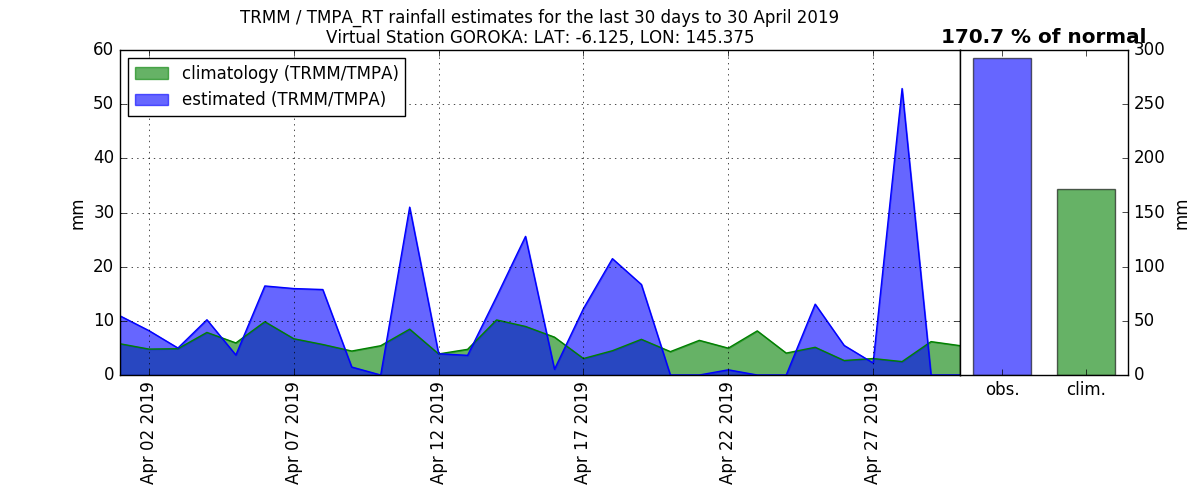 TRMM / TMPA_RT rainfall estimates for the last 30 days to 30 April 2019
Virtual Station GOROKA: LAT: -6.125, LON: 145.375
170.7 % of normal
climatology (TRMM/TMPA)
estimated (TRMM/TMPA)
60
50
40
30
20
10
0
mm
Apr 02 2019
Apr 07 2019
Apr 12 2019
Apr 17 2019
Apr 22 2019
Apr 27 2019
300
250
200
150
100
50
0
mm
obs.
clim.